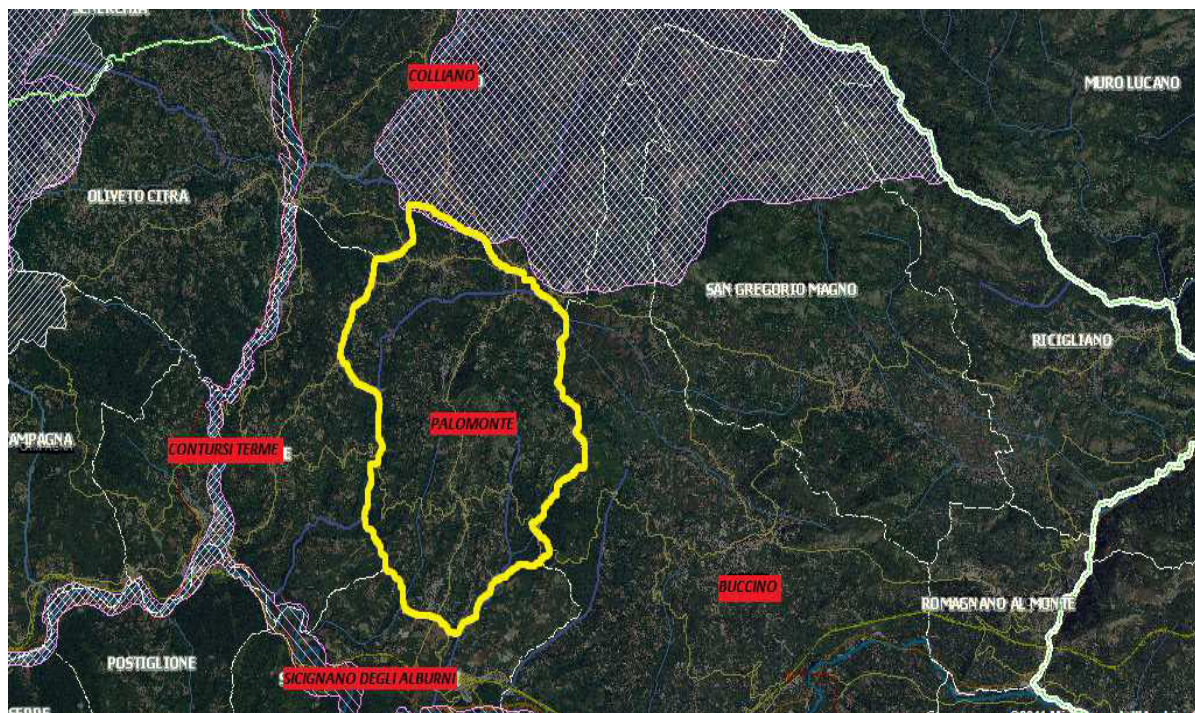 SENERCHIA
COLLIANO
MURO LUCANO
OLIVETO CITRA
SAN GREGORIO MAGNO
RICIGLIANO
PALOMONTE
AMPAGNA
CONTURSI TERME
E
BUCCINO
ROMAGNANO AL MONTE
POSTIGLIONE
SICIGNANO DEGLI ALBURNI